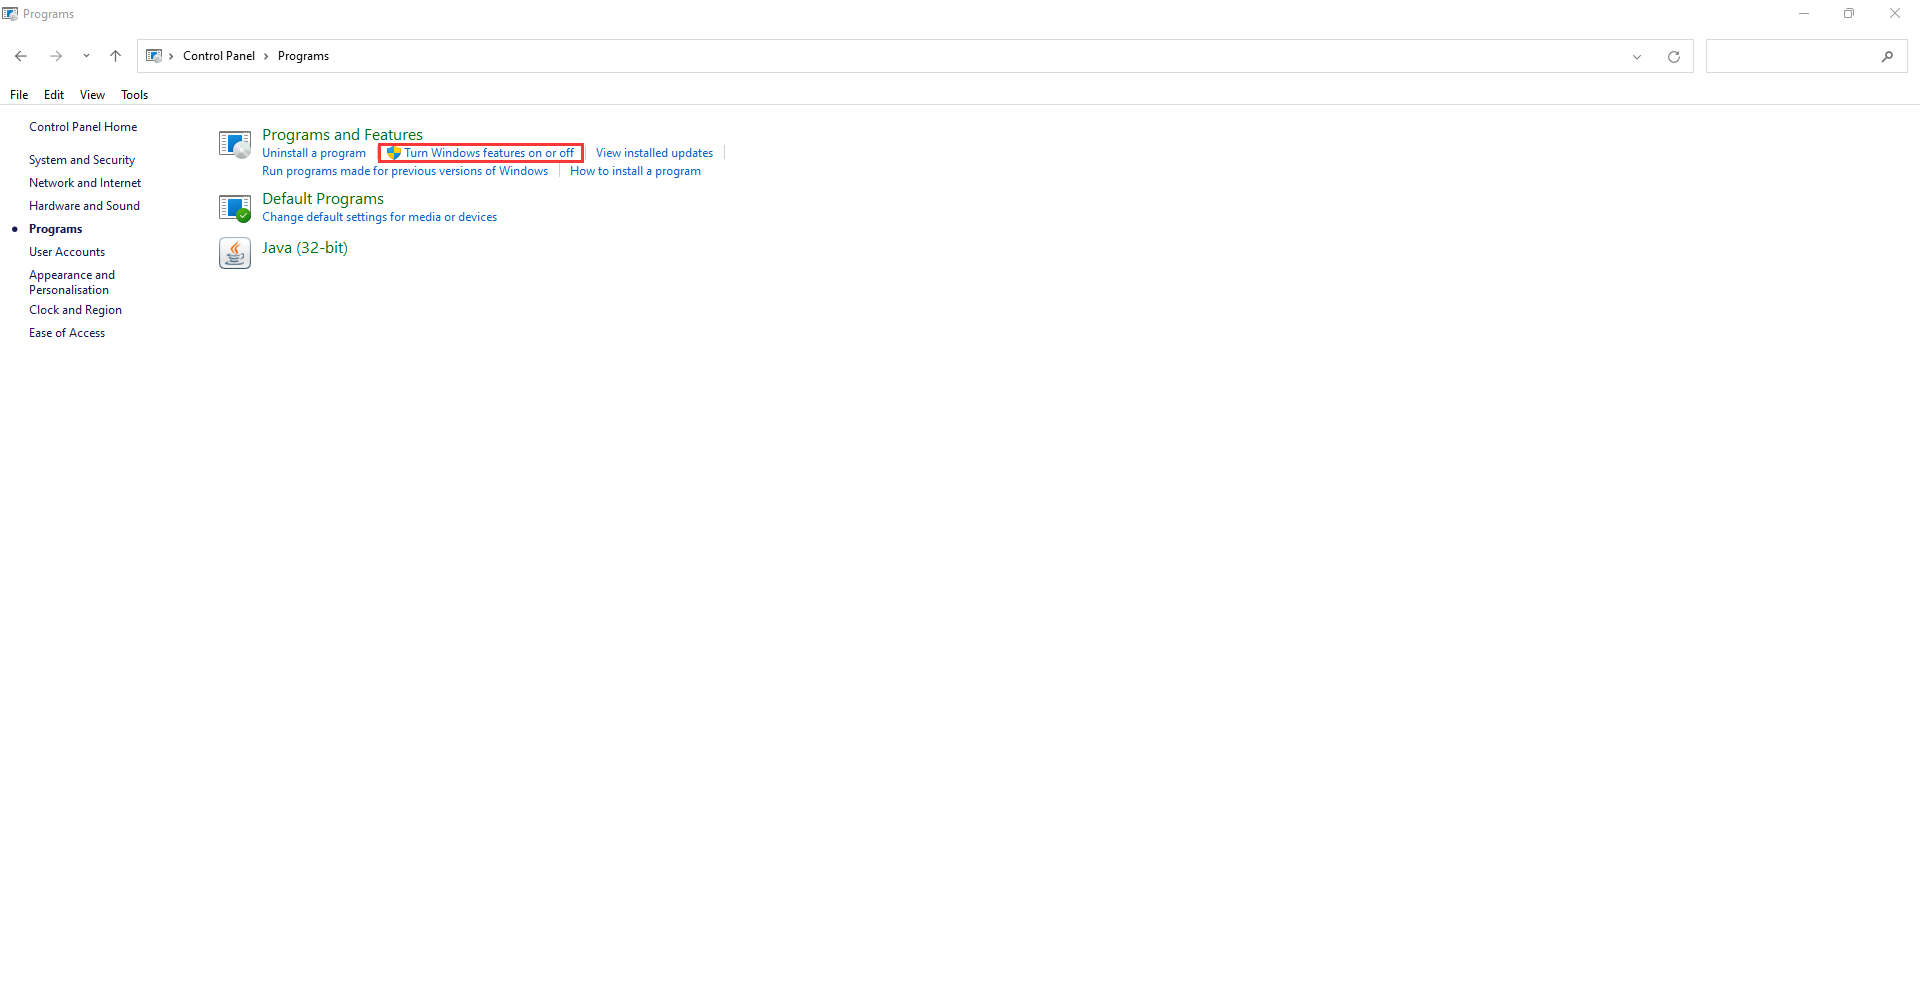 Programs
Control Panel > Programs
File Edit View Tools
Control Panel Home
System and Security
Network and Internet
Hardware and Sound
Programs
User Accounts
Appearance and
Personalisation
Clock and Region
Ease of Access
Programs and Features
Uninstall a program Turn Windows features on or off View installed updates
Run programs made for previous versions of Windows How to install a program
Default Programs
Change default settings for media or devices
Java (32-bit)